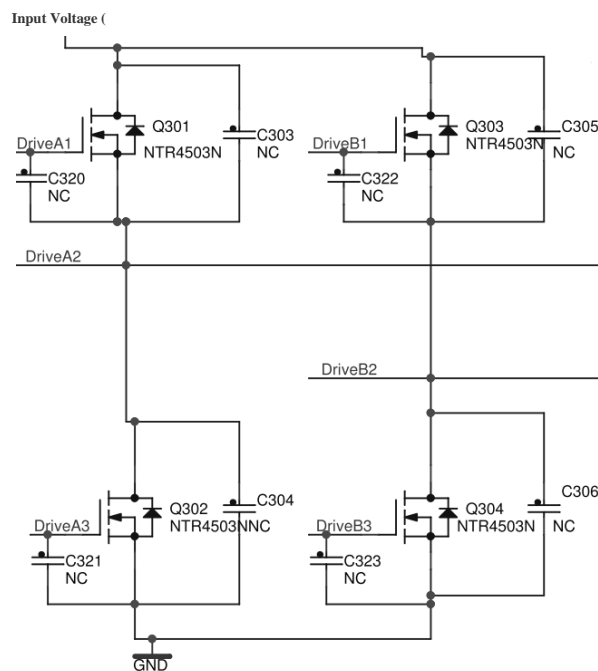 Input Voltage (
DriveA1
Q301
NTR4503N
C303
NC
C320
NC
DriveB1
Q303
NTR4503N
C305
NC
C322
NC
DriveA2
DriveB2
DriveA3
Q302
NTR4503NNC
C304
C321
NC
DriveB3
Q304
NTR4503N
C306
NC
C323
NC
GND